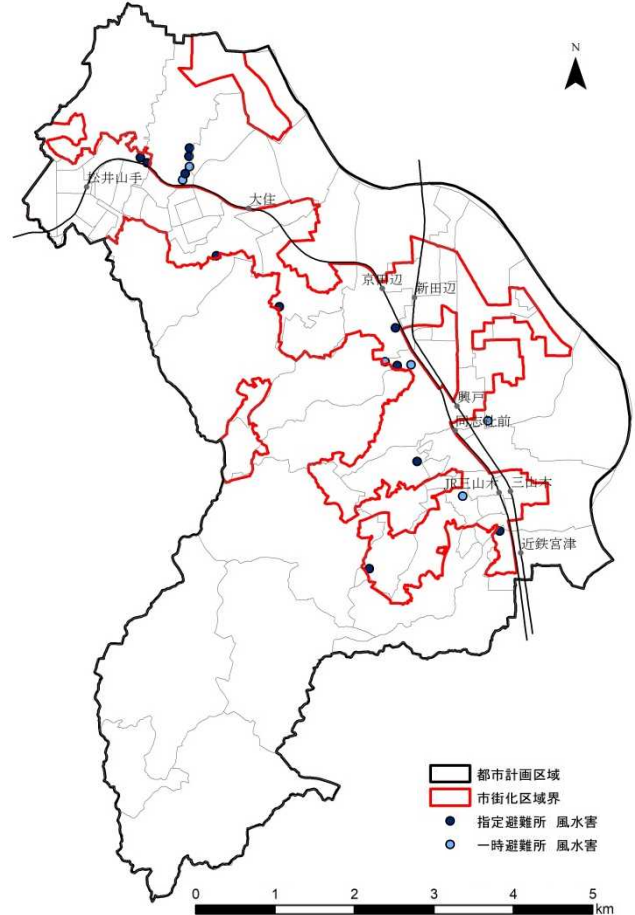 N
松井山手
大住
京田辺
新田辺
興戸
同志社前
JR三山木
三山木
近鉄宮津
都市計画区域
市街化区域界
指定避難所 風水害
一時避難所 風水害
0 1 2 3 4 5
km